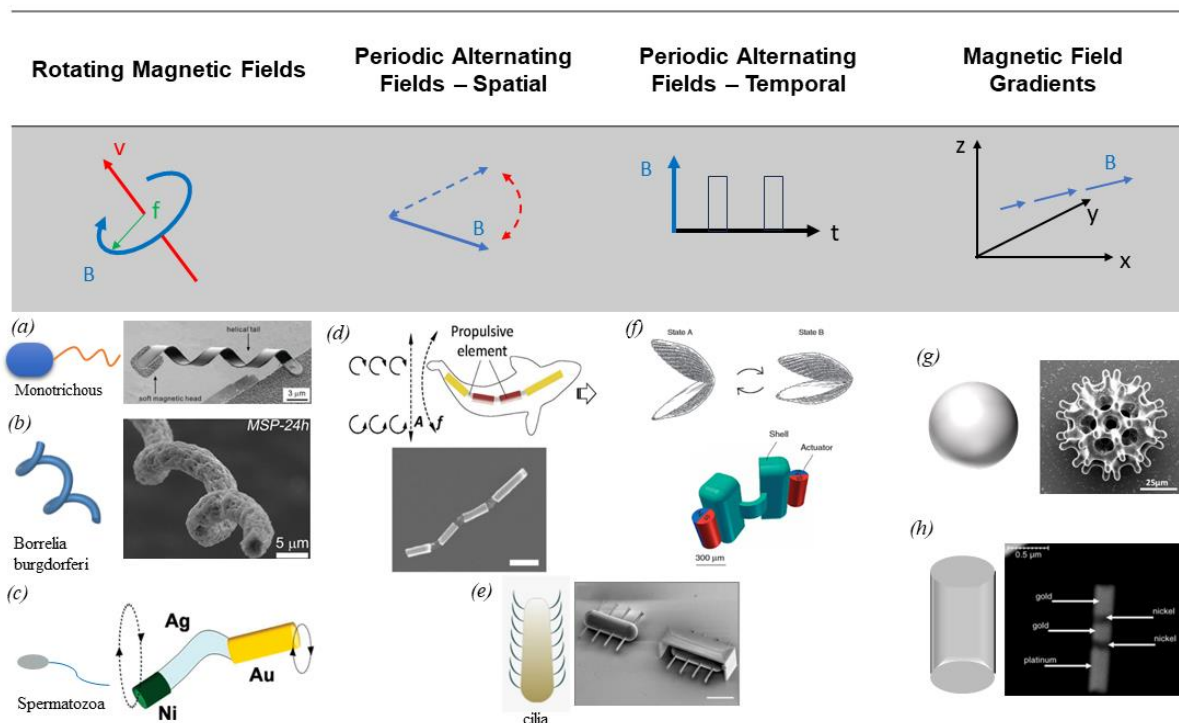 Rotating Magnetic Fields
Periodic Alternating
Fields – Spatial
Periodic Alternating
Fields – Temporal
Magnetic Field
Gradients
v
f
B
B
B
t
z
B
y
x
(a)
Monotrichous
helical tail
soft magnetic head
3 μm
(b)
Borrelia
burgdorferi
MSP-24h
5 μm
(c)
Spermatozoa
Ag
Au
Ni
(d)
Propulsive
element
A
f
(e)
cilia
(f)
State A
State B
Shell
Actuator
300 μm
(g)
25μm
(h)
0.5 μm
gold
nickel
gold
nickel
platinum